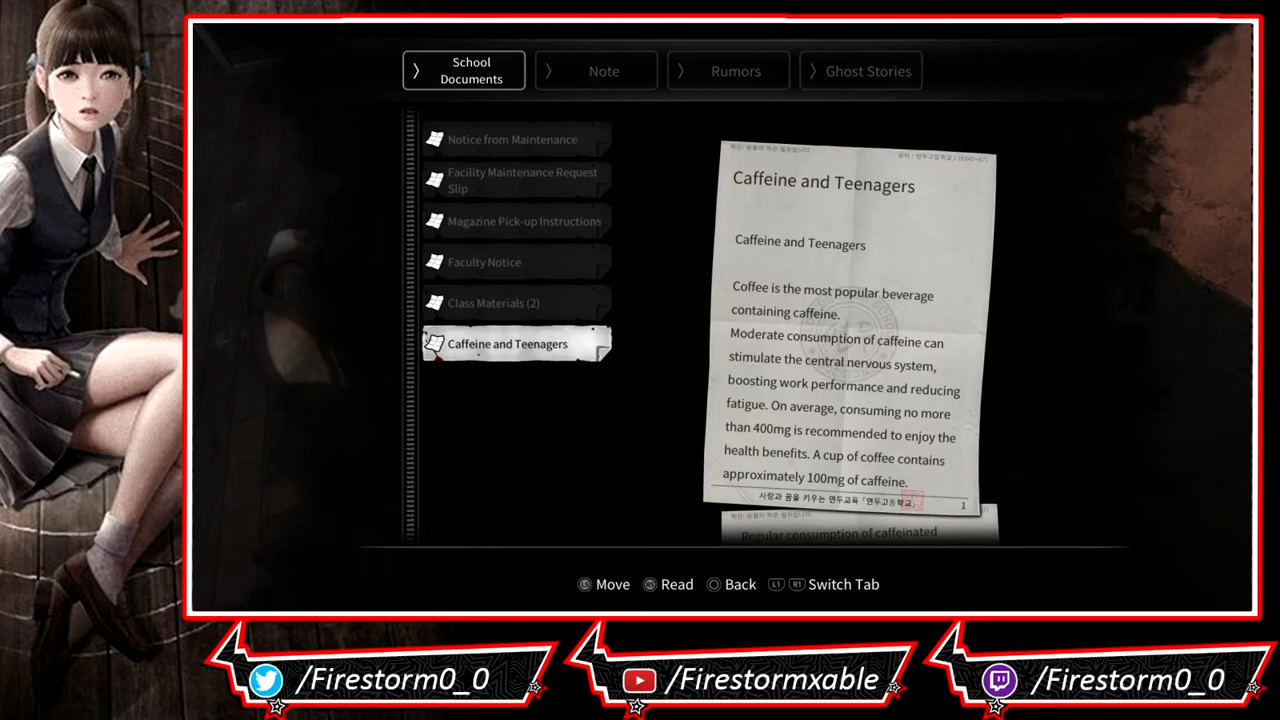 School
Documents
Note
Rumors
Ghost Stories
Notice from Maintenance
Facility Maintenance Request
Slip
Magazine Pick-up Instructions
Faculty Notice
Class Materials (2)
Caffeine and Teenagers
Caffeine and Teenagers
Caffeine and Teenagers
Coffee is the most popular beverage
containing caffeine.
Moderate consumption of caffeine can
stimulate the central nervous system,
boosting work performance and reducing
fatigue. On average, consuming no more
than 400mg is recommended to enjoy the
health benefits. A cup of coffee contains
approximately 100mg of caffeine.
사랑과 꿈을 키우는 연두교육 「연두고등학교」
1
Regular consumption of caffeinated
Move
Read
Back
L1
R1
Switch Tab
/Firestorm0_0
/Firestormxable
/Firestorm0_0